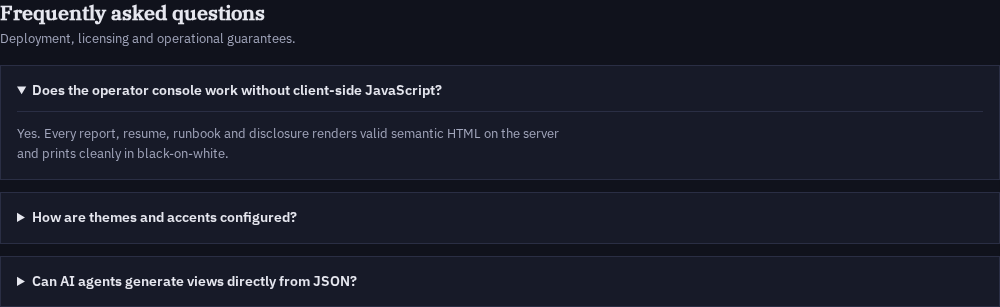 Frequently asked questions
Deployment, licensing and operational guarantees.
Does the operator console work without client-side JavaScript?
Yes. Every report, resume, runbook and disclosure renders valid semantic HTML on the server
and prints cleanly in black-on-white.
How are themes and accents configured?
Can AI agents generate views directly from JSON?